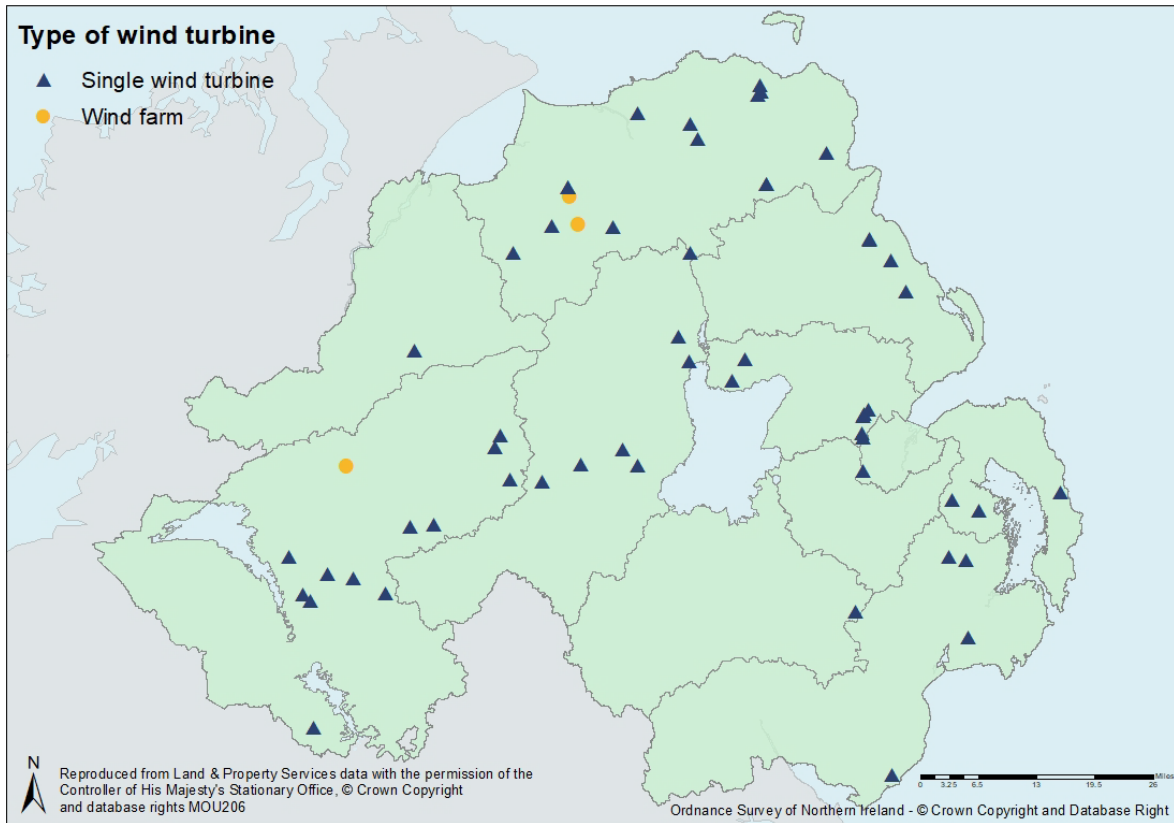 Type of wind turbine
Single wind turbine
Wind farm
N
Reproduced from Land & Property Services data with the permission of the
Controller of His Majesty's Stationary Office, © Crown Copyright
and database rights MOU206
Miles
0 3.25 6.5 13 19.5 26
Ordnance Survey of Northern Ireland - © Crown Copyright and Database Right